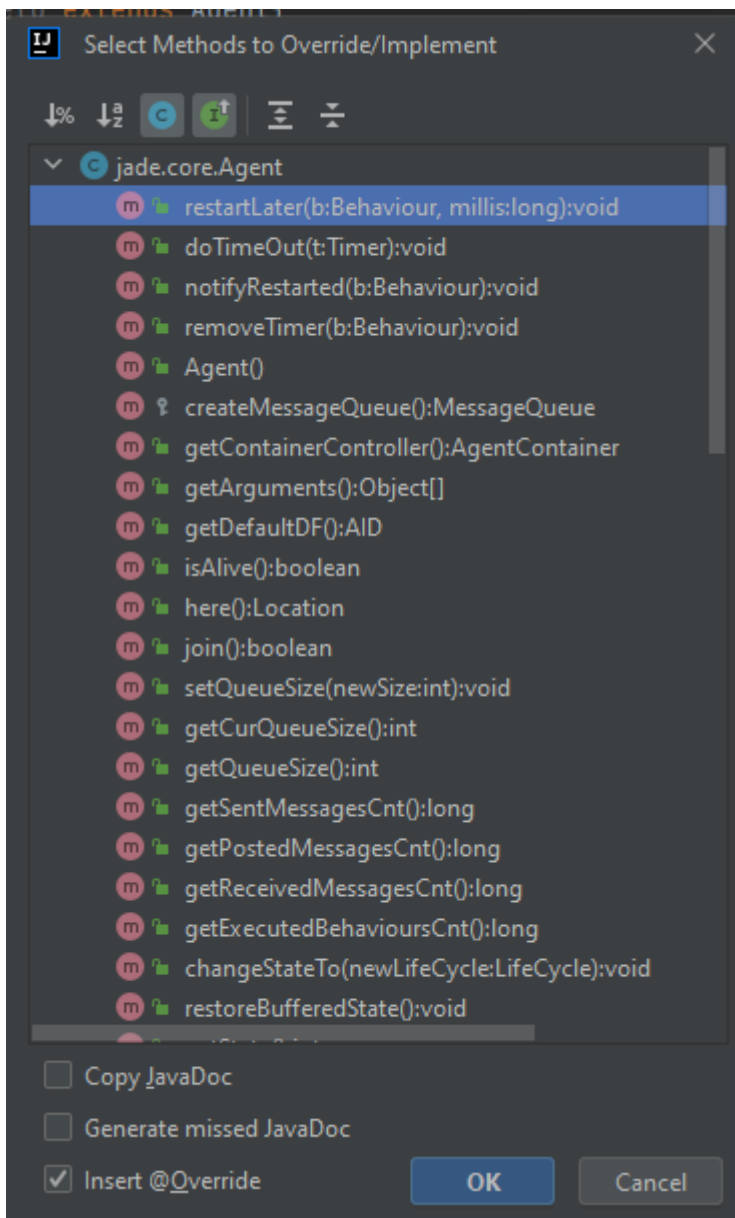 extends Agent
Select Methods to Override/Implement
jade.core.Agent
restartLater(b:Behaviour, millis:long):void
doTimeOut(t:Timer):void
notifyRestarted(b:Behaviour):void
removeTimer(b:Behaviour):void
Agent()
createMessageQueue():MessageQueue
getContainerController():AgentContainer
getArguments():Object[]
getDefaultDF():AID
isAlive():boolean
here():Location
join():boolean
setQueueSize(newSize:int):void
getCurQueueSize():int
getQueueSize():int
getSentMessagesCnt():long
getPostedMessagesCnt():long
getReceivedMessagesCnt():long
getExecutedBehavioursCnt():long
changeStateTo(newLifeCycle:LifeCycle):void
restoreBufferedState():void
Copy JavaDoc
Generate missed JavaDoc
Insert @Override
OK Cancel